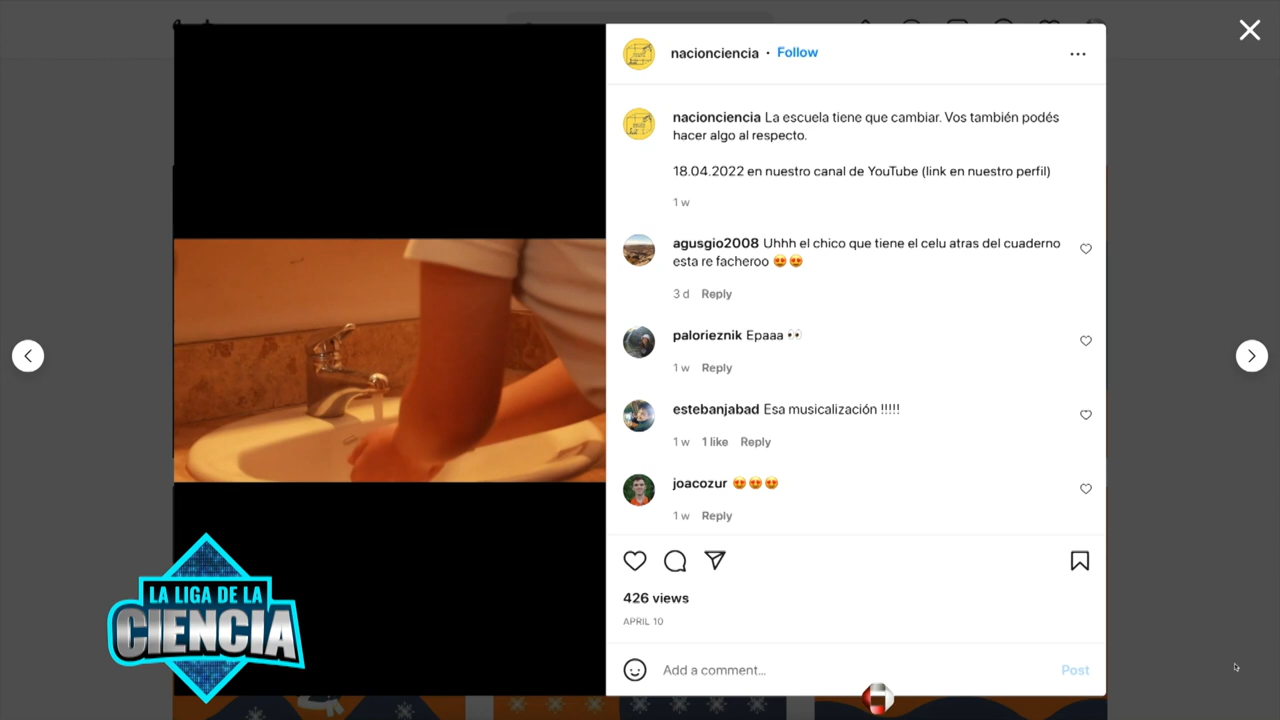 nacionciencia • Follow
nacionciencia La escuela tiene que cambiar. Vos también podés
hacer algo al respecto.
18.04.2022 en nuestro canal de YouTube (link en nuestro perfil)
1 w
agusgio2008 Uhhh el chico que tiene el celu atras del cuaderno
esta re facheroo 😍😍
3 d Reply
palorieznik Epaaa 👀
1 w Reply
estebanjabad Esa musicalización !!!!!
1 w 1 like Reply
joacozur 😍😍😍
1 w Reply
426 views
APRIL 10
Add a comment... Post
LA LIGA DE LA
CIENCIA